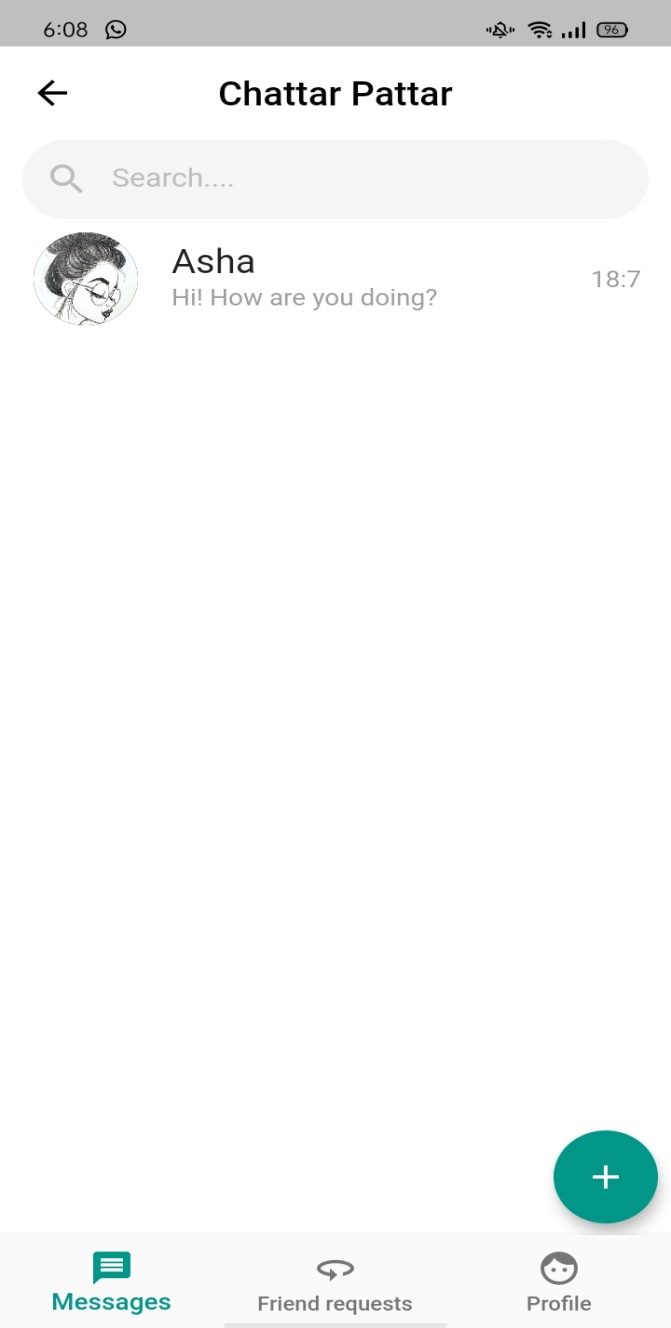 6:08
96
Chattar Pattar
Search....
Asha
Hi! How are you doing?
18:7
Messages
Friend requests
Profile